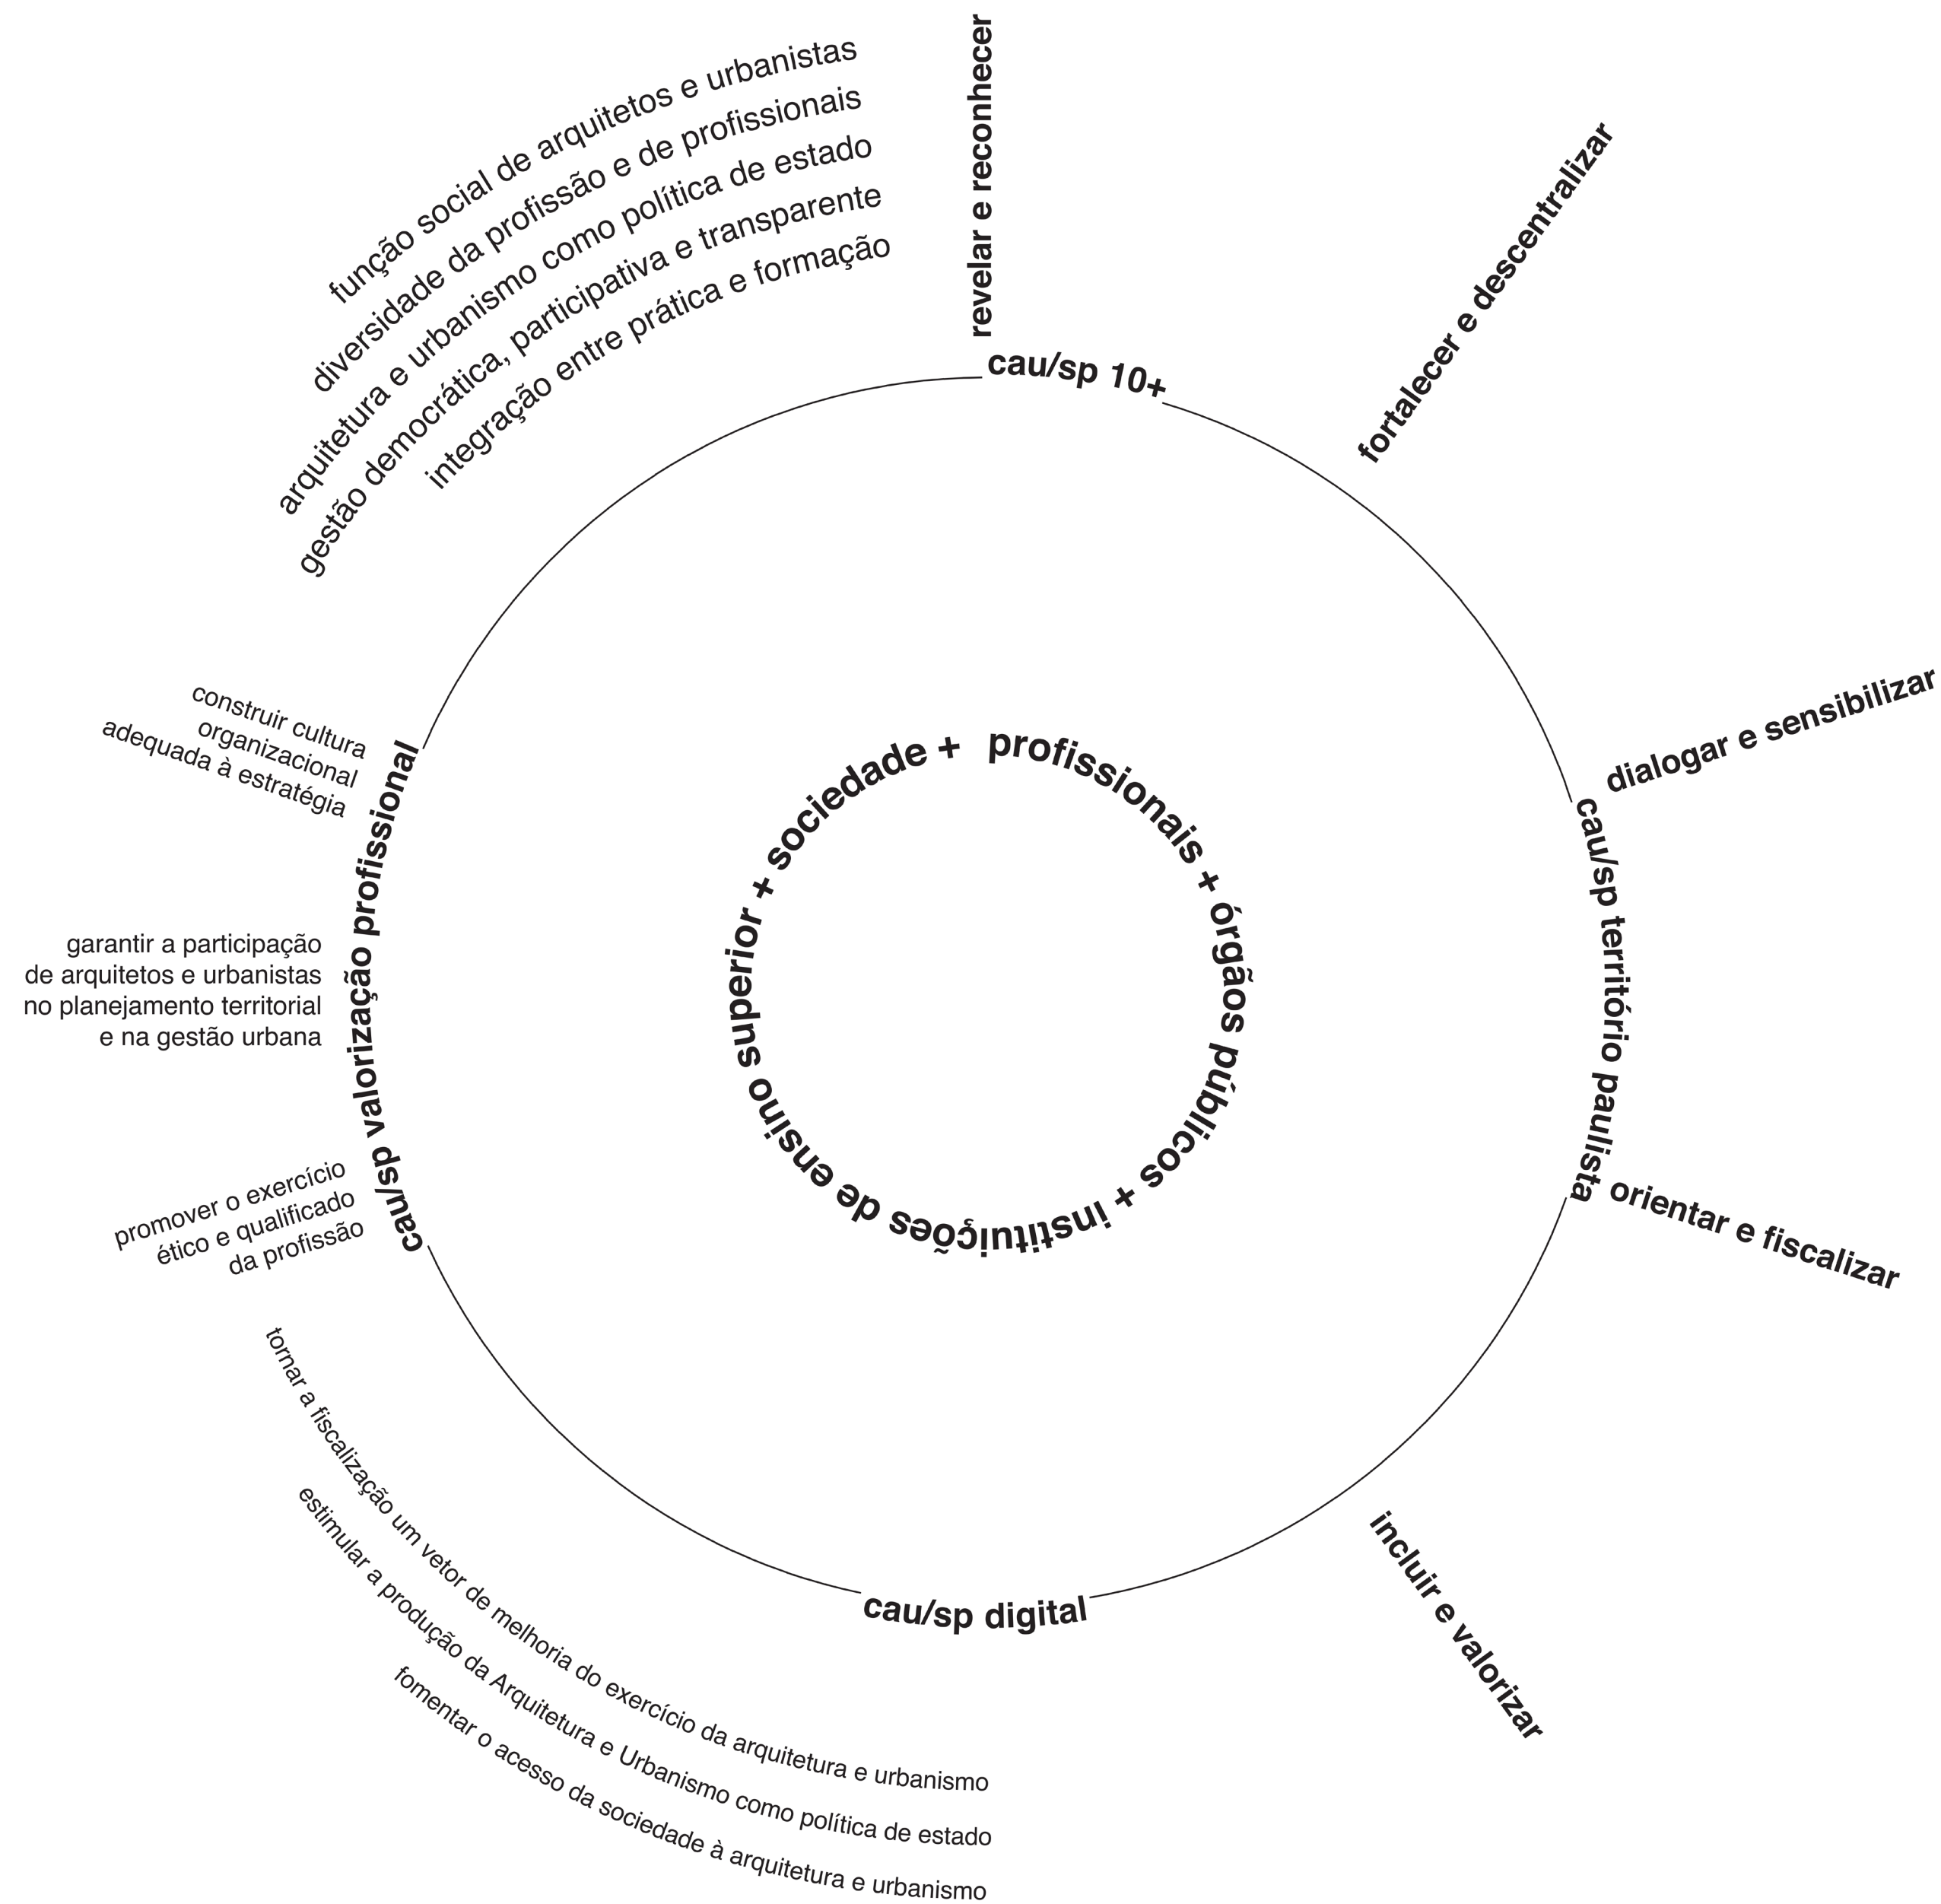 função social de arquitetos e urbanistas
diversidade da profissão e de profissionais
arquitetura e urbanismo como política de estado
gestão democrática, participativa e transparente
integração entre prática e formação
revelar e reconhecer
fortalecer e descentralizar
dialogar e sensibilizar
orientar e fiscalizar
incluir e valorizar
cau/sp 10+
cau/sp território paulista
cau/sp digital
cau/sp valorização profissional
profissionais + órgãos públicos + instituições de ensino superior + sociedade +
construir cultura
organizacional
adequada à estratégia
garantir a participação
de arquitetos e urbanistas
no planejamento territorial
e na gestão urbana
promover o exercício
ético e qualificado
da profissão
tornar a fiscalização um vetor de melhoria do exercício da arquitetura e urbanismo
estimular a produção da Arquitetura e Urbanismo como política de estado
fomentar o acesso da sociedade à arquitetura e urbanismo